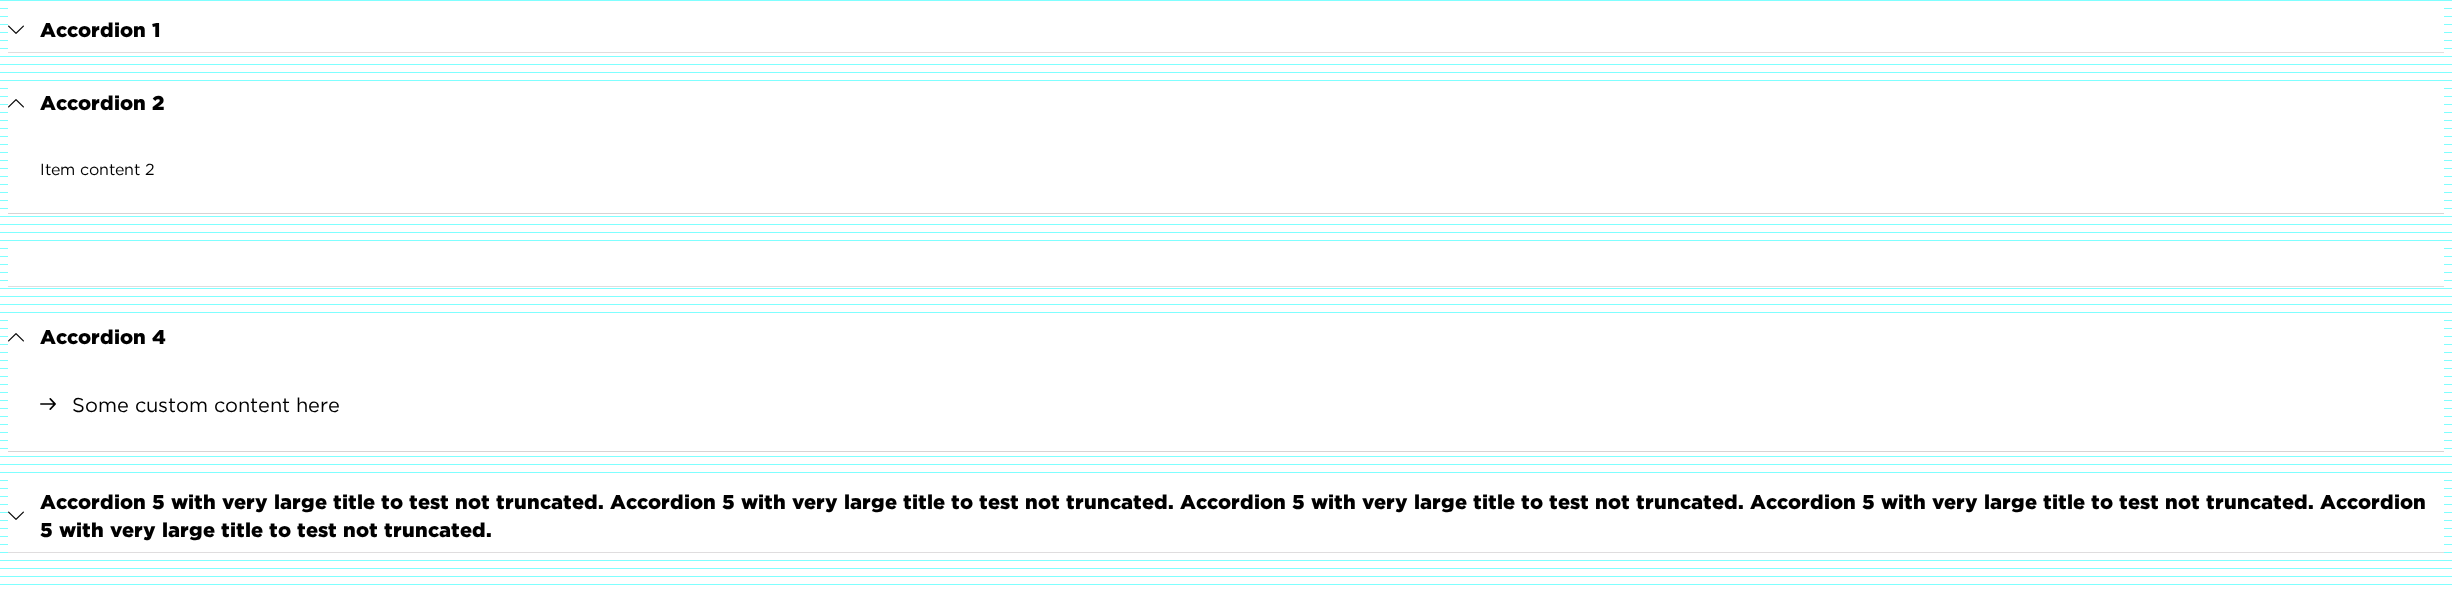 Accordion 1
Accordion 2
Item content 2
Accordion 4
Some custom content here
Accordion 5 with very large title to test not truncated. Accordion 5 with very large title to test not truncated. Accordion 5 with very large title to test not truncated. Accordion 5 with very large title to test not truncated. Accordion
5 with very large title to test not truncated.